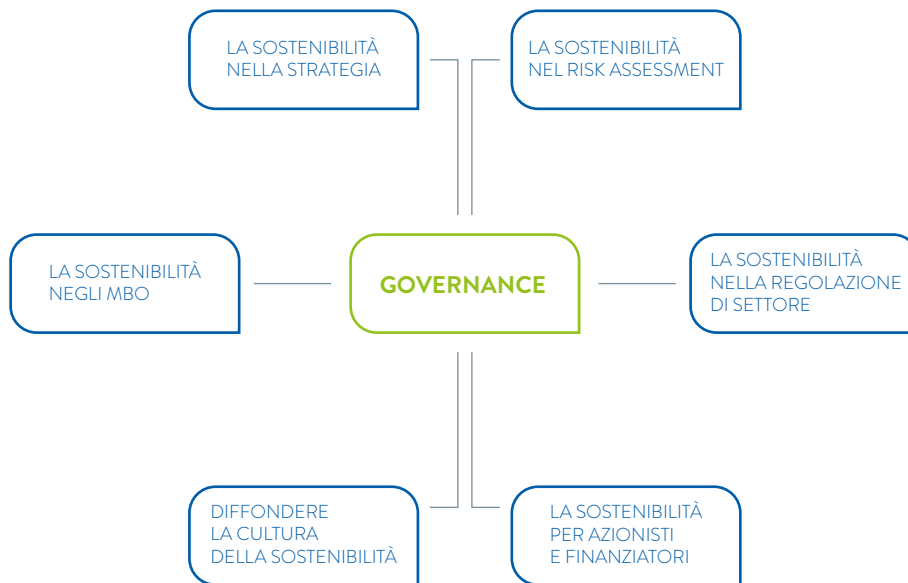 LA SOSTENIBILITÀ
NELLA STRATEGIA
LA SOSTENIBILITÀ
NEL RISK ASSESSMENT
LA SOSTENIBILITÀ
NEGLI MBO
GOVERNANCE
LA SOSTENIBILITÀ
NELLA REGOLAZIONE
DI SETTORE
DIFFONDERE
LA CULTURA
DELLA SOSTENIBILITÀ
LA SOSTENIBILITÀ
PER AZIONISTI
E FINANZIATORI